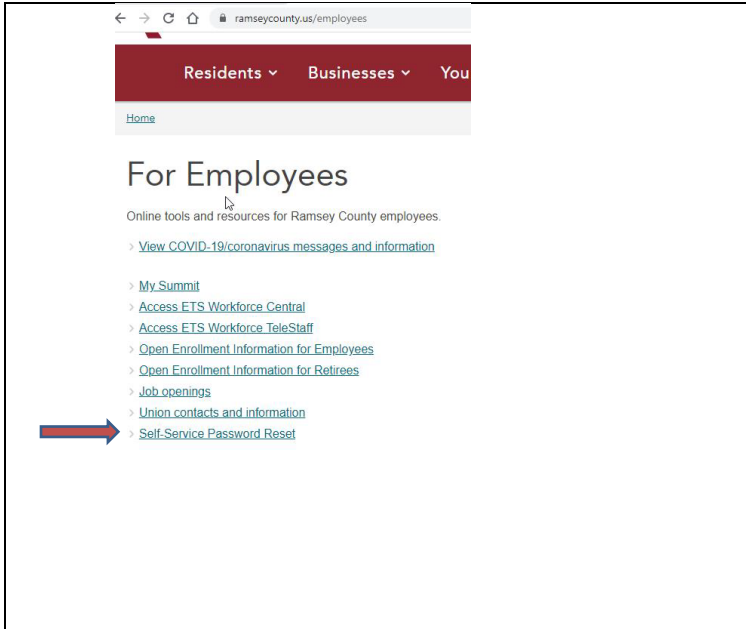 ramseycounty.us/employees
Residents Businesses You
Home
For Employees
Online tools and resources for Ramsey County employees.
View COVID-19/coronavirus messages and information
My Summit
Access ETS Workforce Central
Access ETS Workforce TeleStaff
Open Enrollment Information for Employees
Open Enrollment Information for Retirees
Job openings
Union contacts and information
Self-Service Password Reset